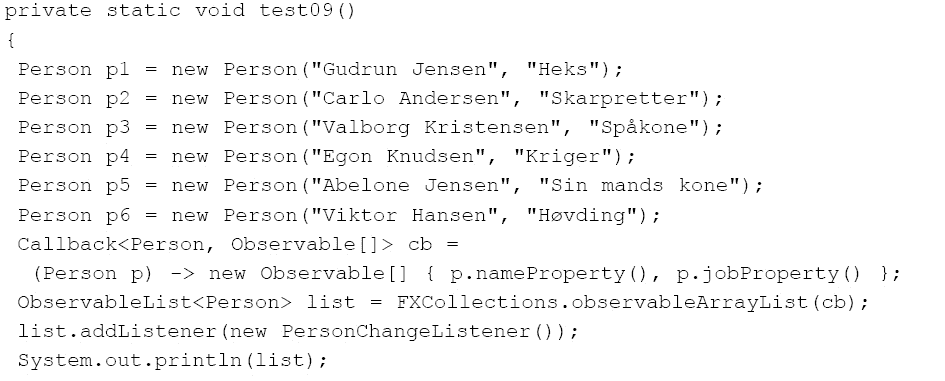 private static void test09()
{
 Person p1 = new Person("Gudrun Jensen", "Heks");
 Person p2 = new Person("Carlo Andersen", "Skarpretter");
 Person p3 = new Person("Valborg Kristensen", "Spåkone");
 Person p4 = new Person("Egon Knudsen", "Kriger");
 Person p5 = new Person("Abelone Jensen", "Sin mands kone");
 Person p6 = new Person("Viktor Hansen", "Høvding");
 Callback<Person, Observable[]> cb =
  (Person p) -> new Observable[] { p.nameProperty(), p.jobProperty() };
 ObservableList<Person> list = FXCollections.observableArrayList(cb);
 list.addListener(new PersonChangeListener());
 System.out.println(list);